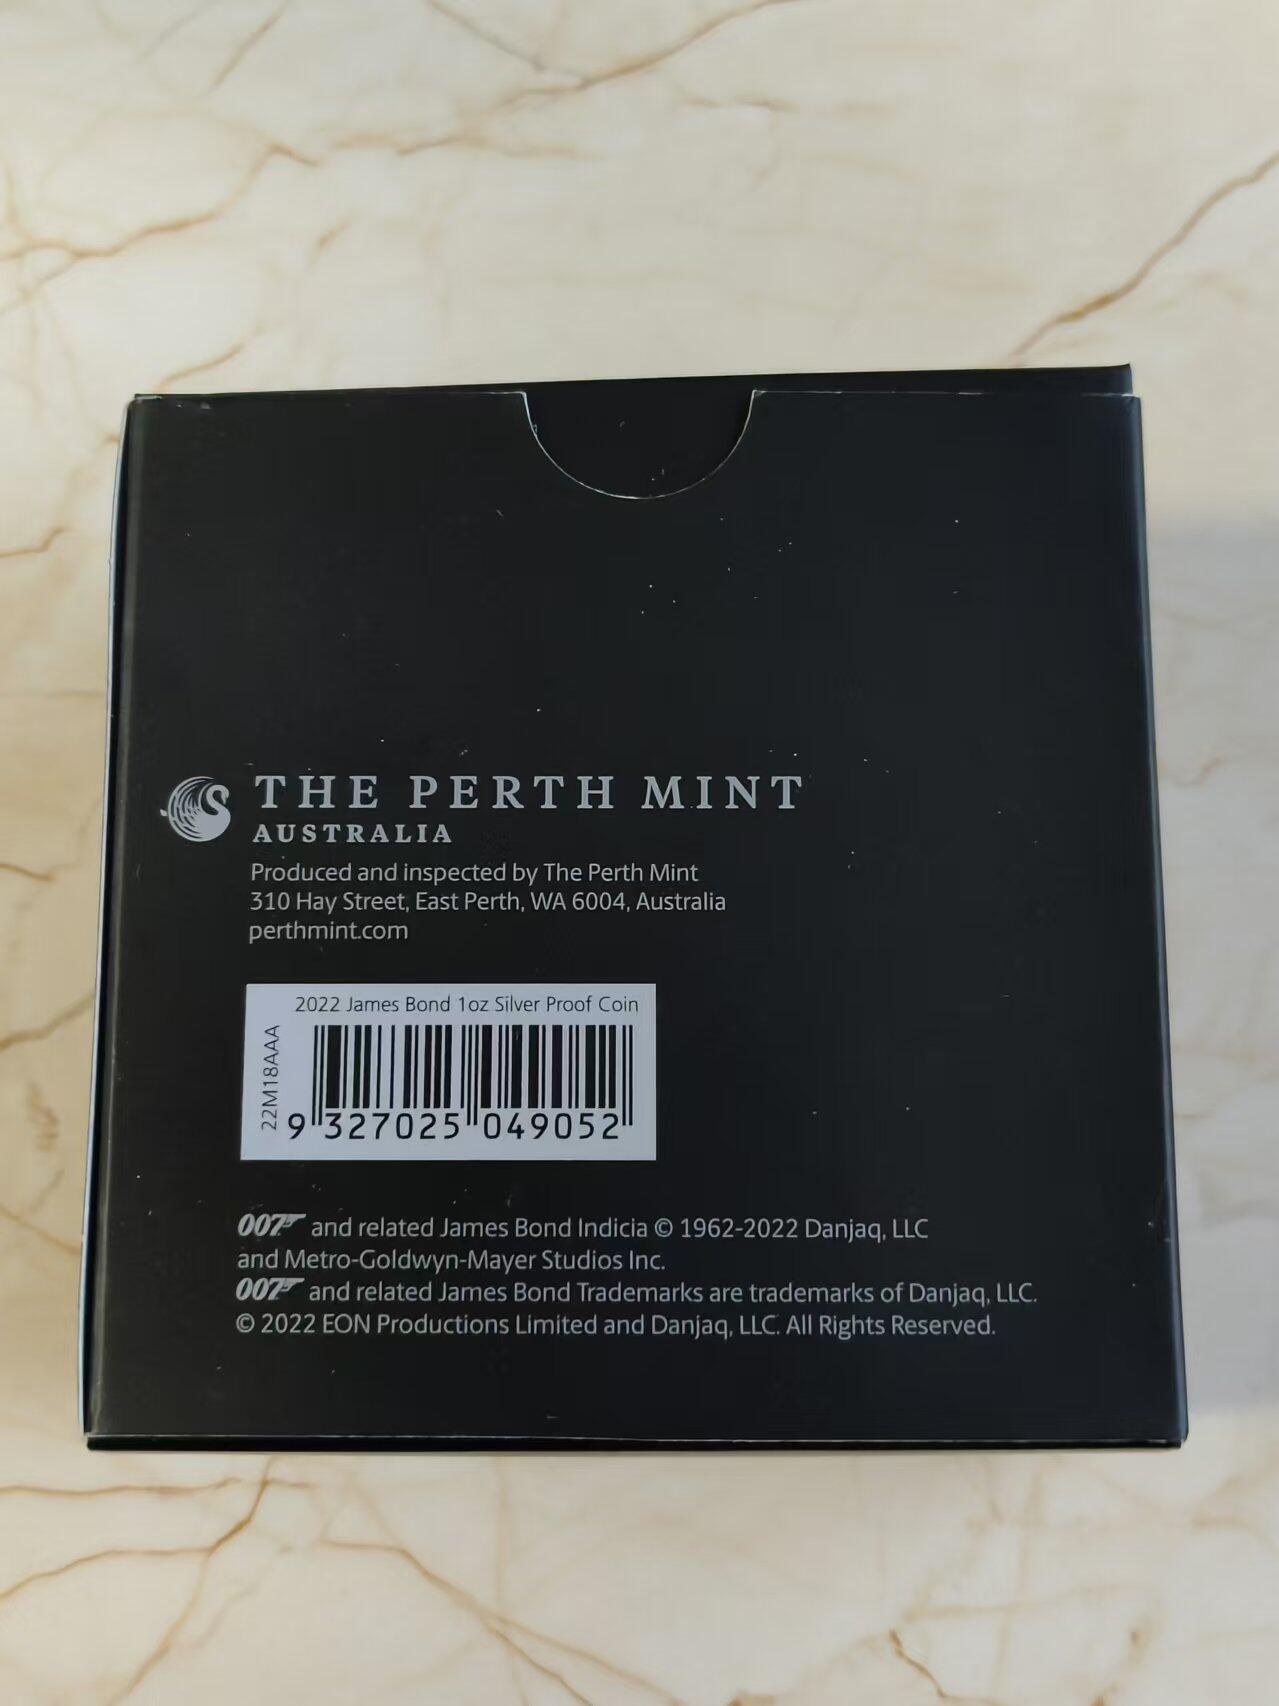 THE PERTH MINT
AUSTRALIA
Produced and inspected by The Perth Mint
310 Hay Street, East Perth, WA 6004, Australia
perthmint.com
2022 James Bond 1oz Silver Proof Coin
22M18AAA
9 327025 049052
007 and related James Bond Indicia © 1962-2022 Danjaq, LLC
and Metro-Goldwyn-Mayer Studios Inc.
007 and related James Bond Trademarks are trademarks of Danjaq, LLC.
© 2022 EON Productions Limited and Danjaq, LLC. All Rights Reserved.